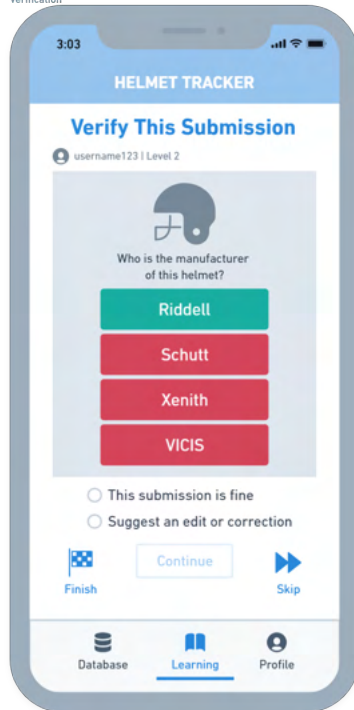 Verification
3:03
HELMET TRACKER
Verify This Submission
username123 | Level 2
Who is the manufacturer
of this helmet?
Riddell
Schutt
Xenith
VICIS
This submission is fine
Suggest an edit or correction
Continue
Finish
Skip
Database
Learning
Profile